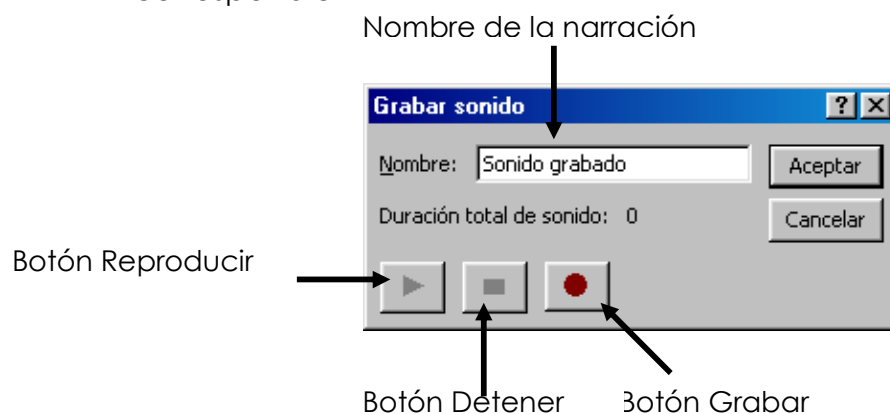 Nombre de la narración
Grabar sonido
Nombre: Sonido grabado Aceptar
Duración total de sonido: 0 Cancelar
Botón Reproducir
Botón Detener Botón Grabar